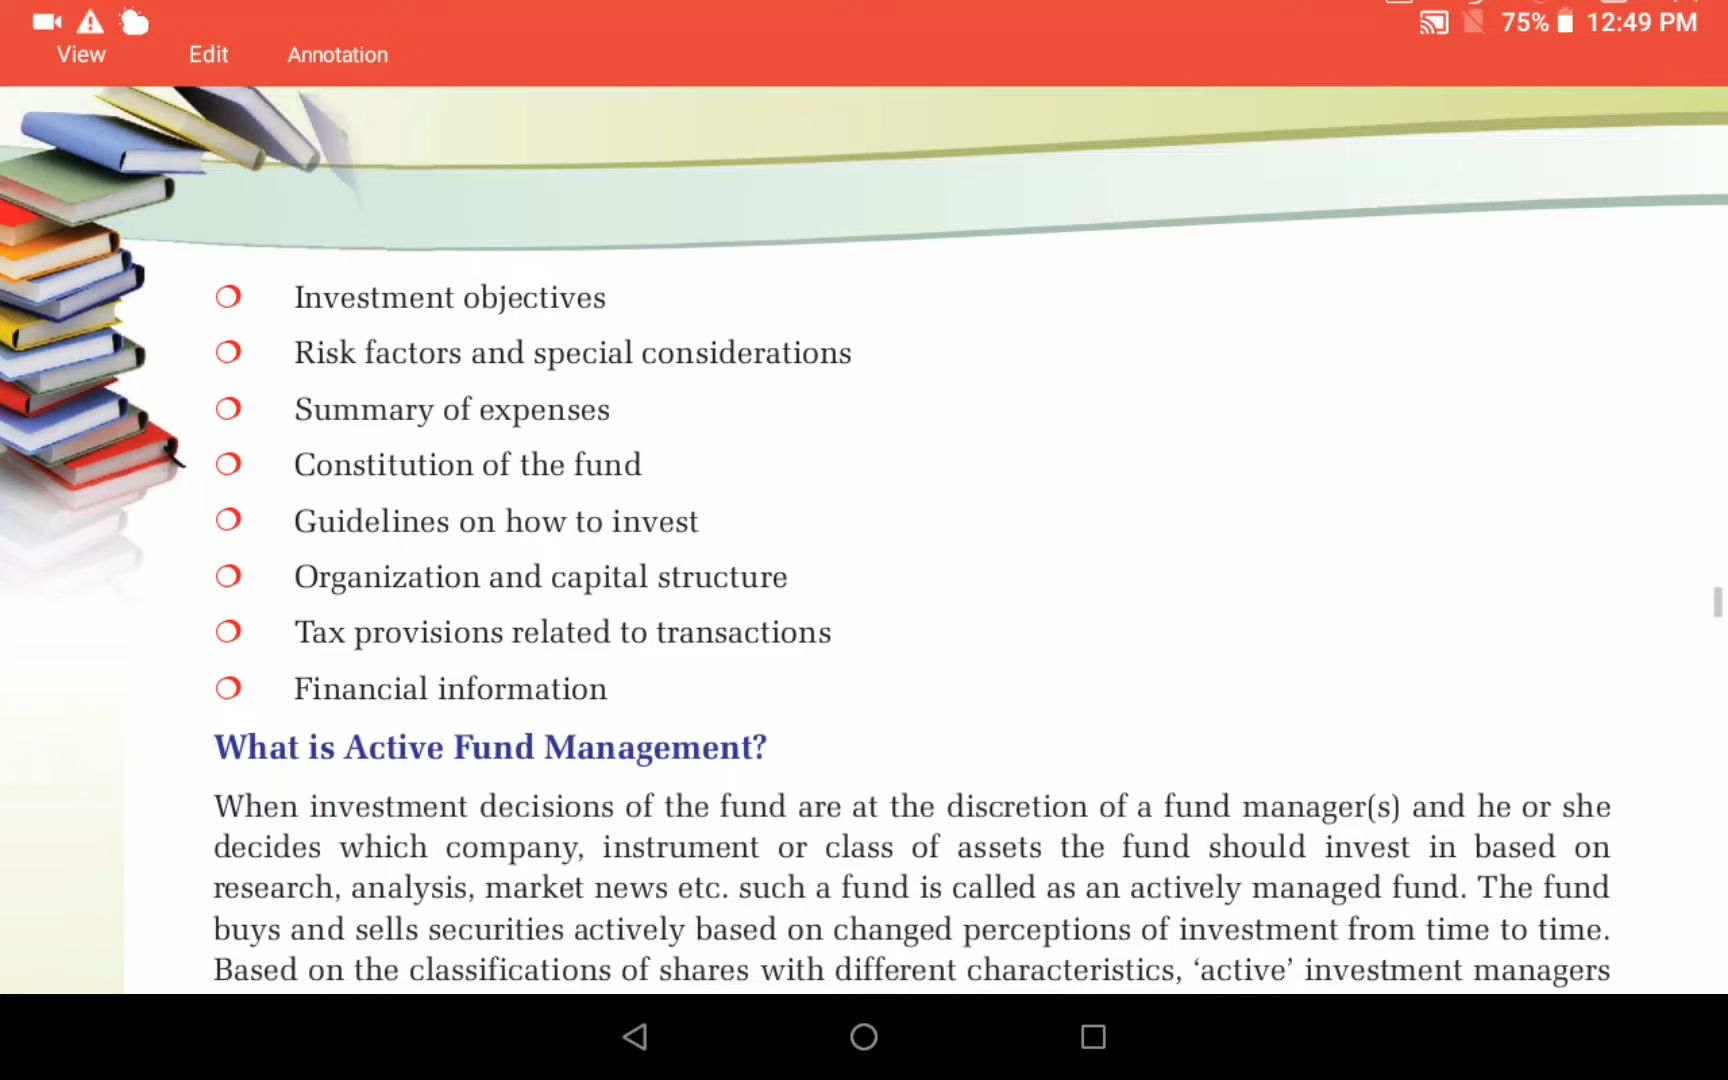 75% 12:49 PM
View Edit Annotation
Investment objectives
Risk factors and special considerations
Summary of expenses
Constitution of the fund
Guidelines on how to invest
Organization and capital structure
Tax provisions related to transactions
Financial information
What is Active Fund Management?
When investment decisions of the fund are at the discretion of a fund manager(s) and he or she
decides which company, instrument or class of assets the fund should invest in based on
research, analysis, market news etc. such a fund is called as an actively managed fund. The fund
buys and sells securities actively based on changed perceptions of investment from time to time.
Based on the classifications of shares with different characteristics, ‘active’ investment managers